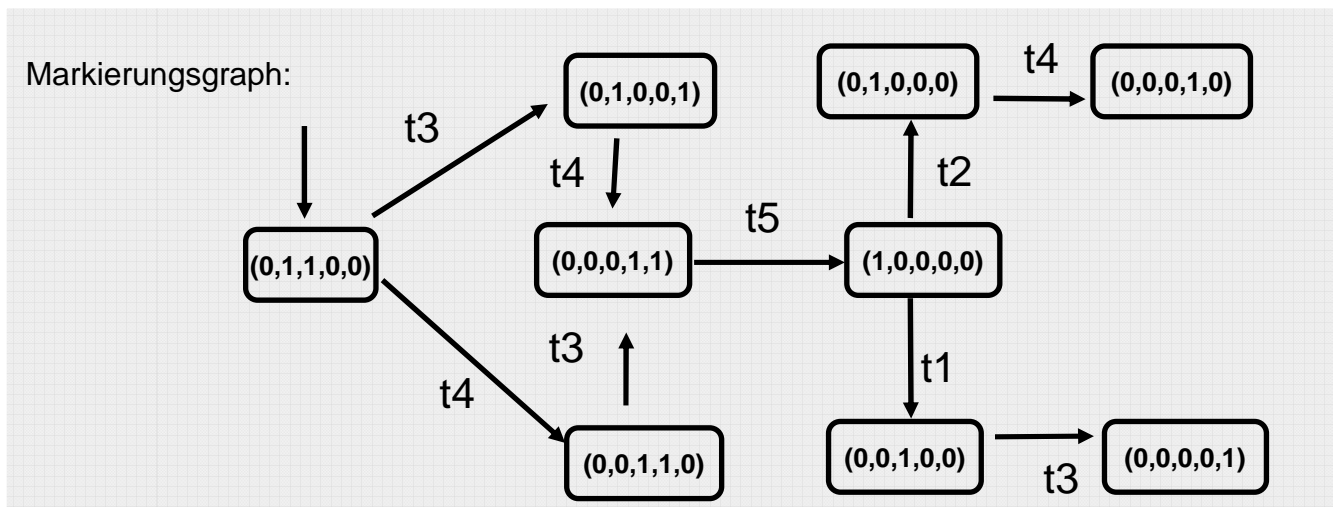 Markierungsgraph:
(0,1,0,0,1)
(0,1,0,0,0)
t4
(0,0,0,1,0)
t3
t4
t2
(0,1,1,0,0)
(0,0,0,1,1)
t5
(1,0,0,0,0)
t4
t3
t1
(0,0,1,1,0)
(0,0,1,0,0)
t3
(0,0,0,0,1)